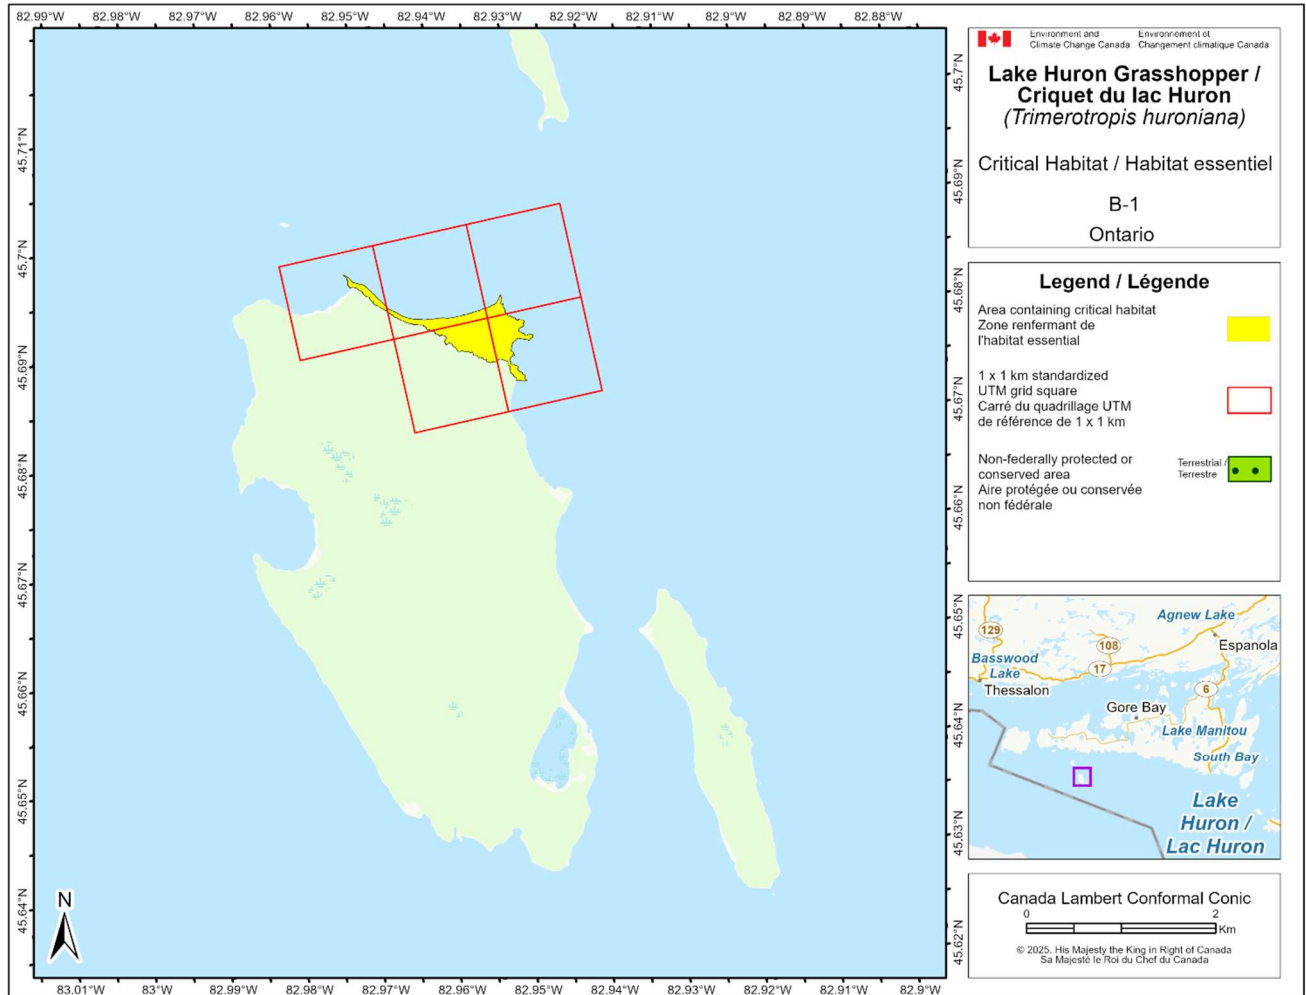 82.99°W 82.98°W 82.97°W 82.96°W 82.95°W 82.94°W 82.93°W 82.92°W 82.91°W 82.9°W 82.89°W 82.88°W
45.71°N
45.7°N
45.69°N
45.68°N
45.67°N
45.66°N
45.65°N
45.64°N
N
45.7°N
45.69°N
45.68°N
45.67°N
45.66°N
45.65°N
45.64°N
45.63°N
45.62°N
83.01°W 83°W 82.99°W 82.98°W 82.97°W 82.96°W 82.95°W 82.94°W 82.93°W 82.92°W 82.91°W 82.9°W
Environment and Environnement et
Climate Change Canada Changement climatique Canada
Lake Huron Grasshopper /
Criquet du lac Huron
(Trimerotropis huroniana)
Critical Habitat / Habitat essentiel
B-1
Ontario
Legend / Légende
Area containing critical habitat
Zone renfermant de
l'habitat essential
1 x 1 km standardized
UTM grid square
Carré du quadrillage UTM
de référence de 1 x 1 km
Non-federally protected or
conserved area
Aire protégée ou conservée
non fédérale
Terrestrial /
Terrestre
Agnew Lake
129
108
Espanola
Basswood
Lake
17
Thessalon
6
Gore Bay
Lake Manitou
South Bay
Lake
Huron /
Lac Huron
Canada Lambert Conformal Conic
0 2
Km
© 2025. His Majesty the King in Right of Canada
Sa Majesté le Roi du Chef du Canada